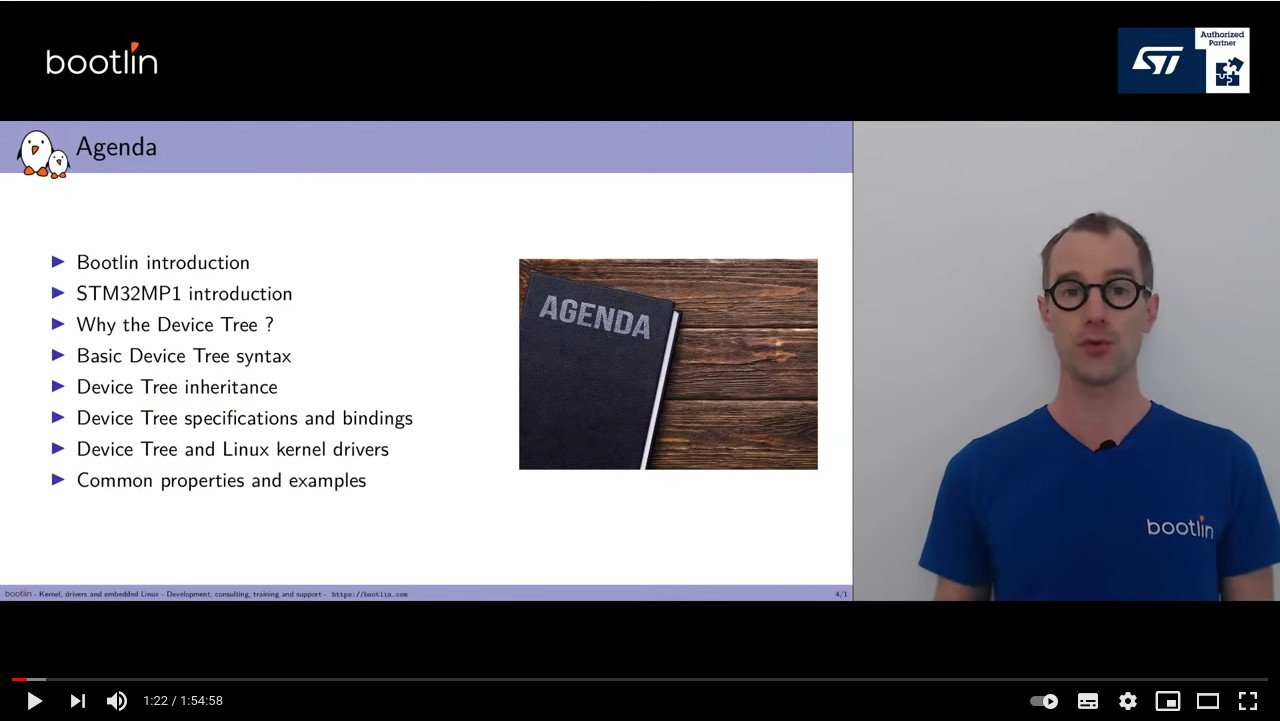 bootlin
Authorized
Partner
ST
Agenda
Bootlin introduction
STM32MP1 introduction
Why the Device Tree ?
Basic Device Tree syntax
Device Tree inheritance
Device Tree specifications and bindings
Device Tree and Linux kernel drivers
Common properties and examples
AGENDA
bootlin
bootlin - Kernel, drivers and embedded Linux - Development, consulting, training and support - https://bootlin.com
4/1
1:22 / 1:54:58